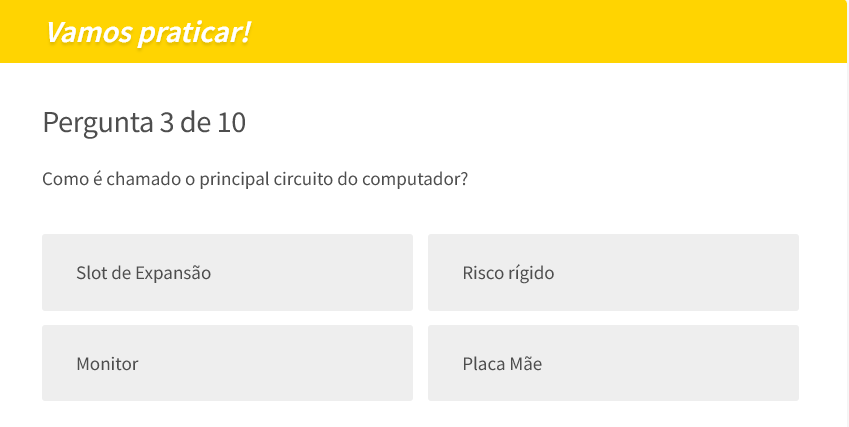 Vamos praticar!
Pergunta 3 de 10
Como é chamado o principal circuito do computador?
Slot de Expansão
Risco rígido
Monitor
Placa Mãe